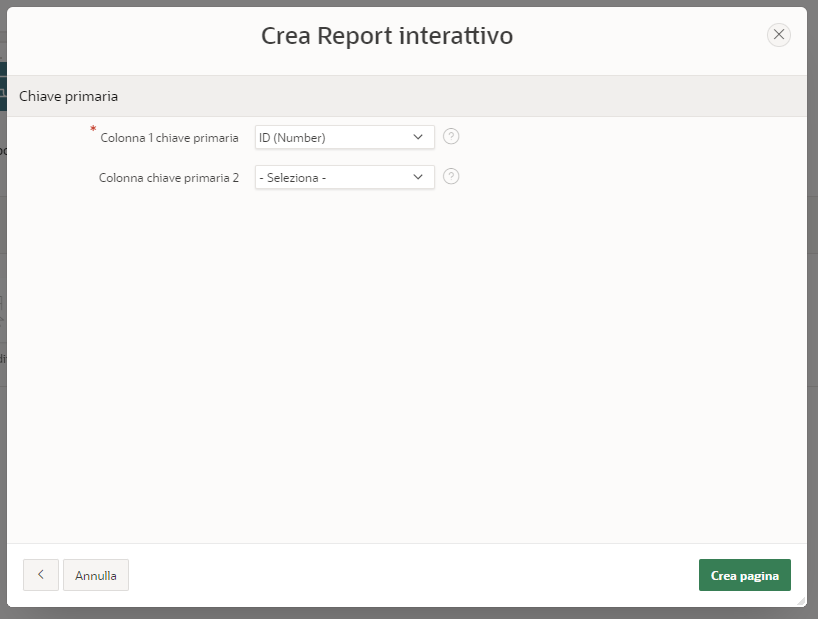 Crea Report interattivo
Chiave primaria
* Colonna 1 chiave primaria ID (Number) ?
Colonna chiave primaria 2 - Seleziona - ?
Annulla
Crea pagina